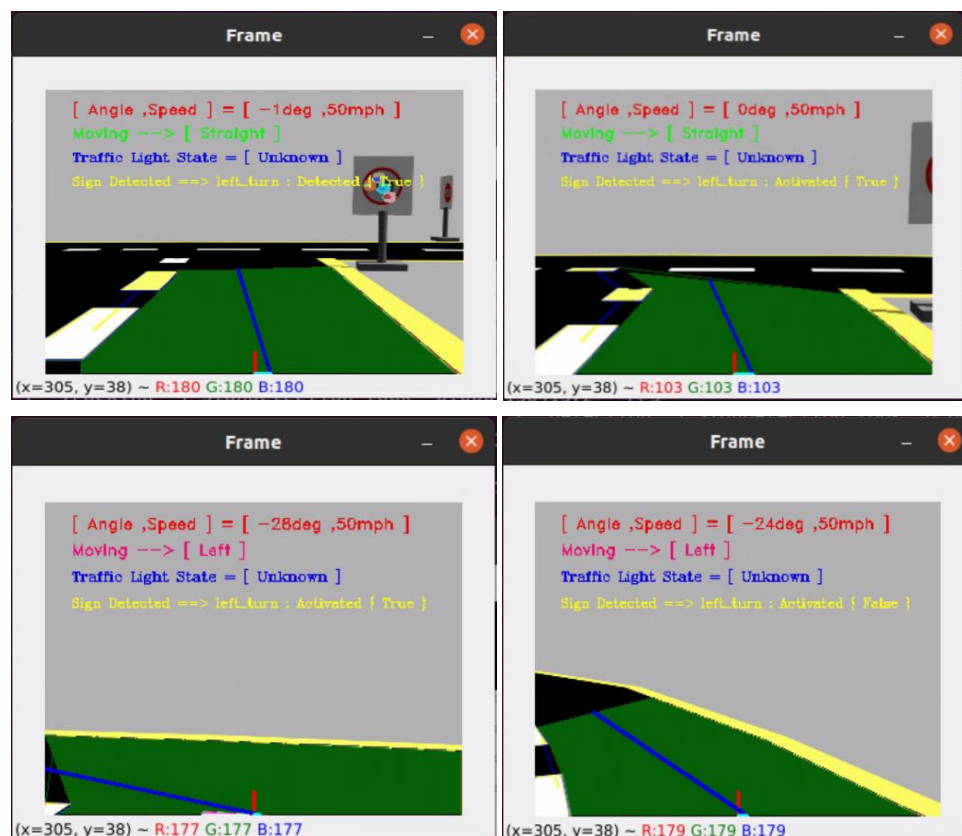 Frame
[ Angle ,Speed ] = [ −1deg ,50mph ]
Moving −−> [ Straight ]
Traffic Light State = [ Unknown ]
Sign Detected ==> left_turn : Detected { True }
(x=305, y=38) ~ R:180 G:180 B:180
Frame
[ Angle ,Speed ] = [ 0deg ,50mph ]
Moving −−> [ Straight ]
Traffic Light State = [ Unknown ]
Sign Detected ==> left_turn : Activated { True }
(x=305, y=38) ~ R:103 G:103 B:103
Frame
[ Angle ,Speed ] = [ −28deg ,50mph ]
Moving −−> [ Left ]
Traffic Light State = [ Unknown ]
Sign Detected ==> left_turn : Activated { True }
(x=305, y=38) ~ R:177 G:177 B:177
Frame
[ Angle ,Speed ] = [ −24deg ,50mph ]
Moving −−> [ Left ]
Traffic Light State = [ Unknown ]
Sign Detected ==> left_turn : Activated { False }
(x=305, y=38) ~ R:179 G:179 B:179